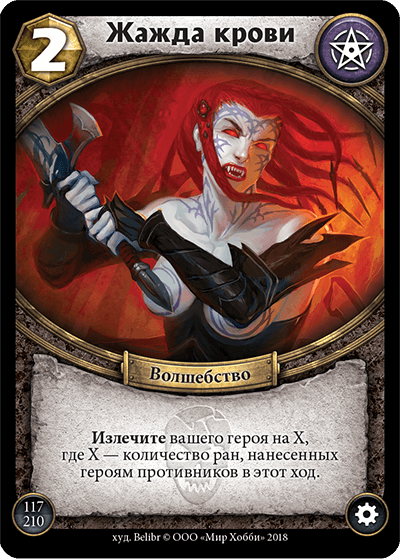 2
Жажда крови
Волшебство
Излечите вашего героя на X,
где X — количество ран, нанесенных
героям противников в этот ход.
117
210
худ. Belibr © ООО «Мир Хобби» 2018